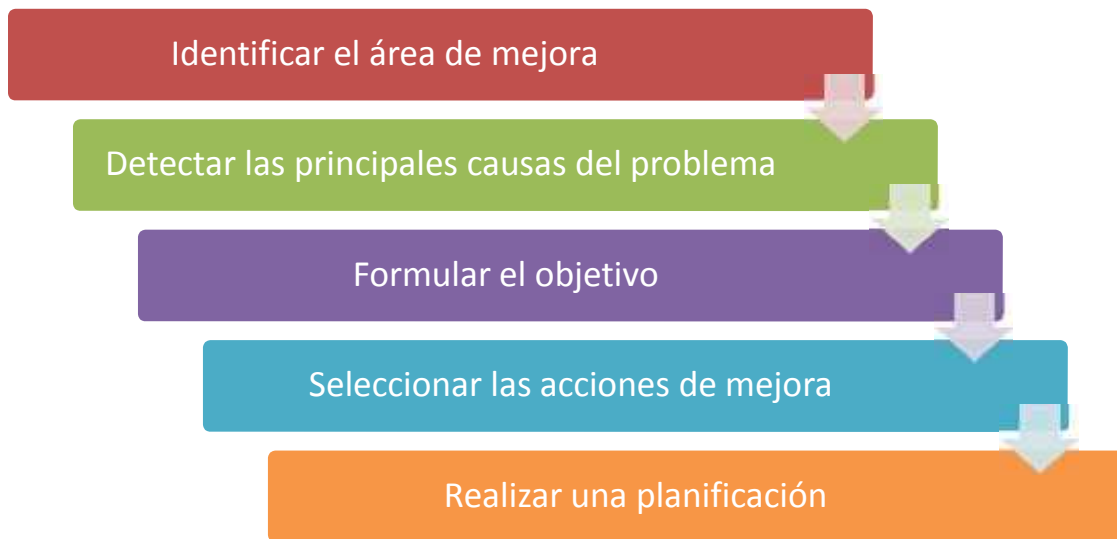 Identificar el área de mejora
Detectar las principales causas del problema
Formular el objetivo
Seleccionar las acciones de mejora
Realizar una planificación